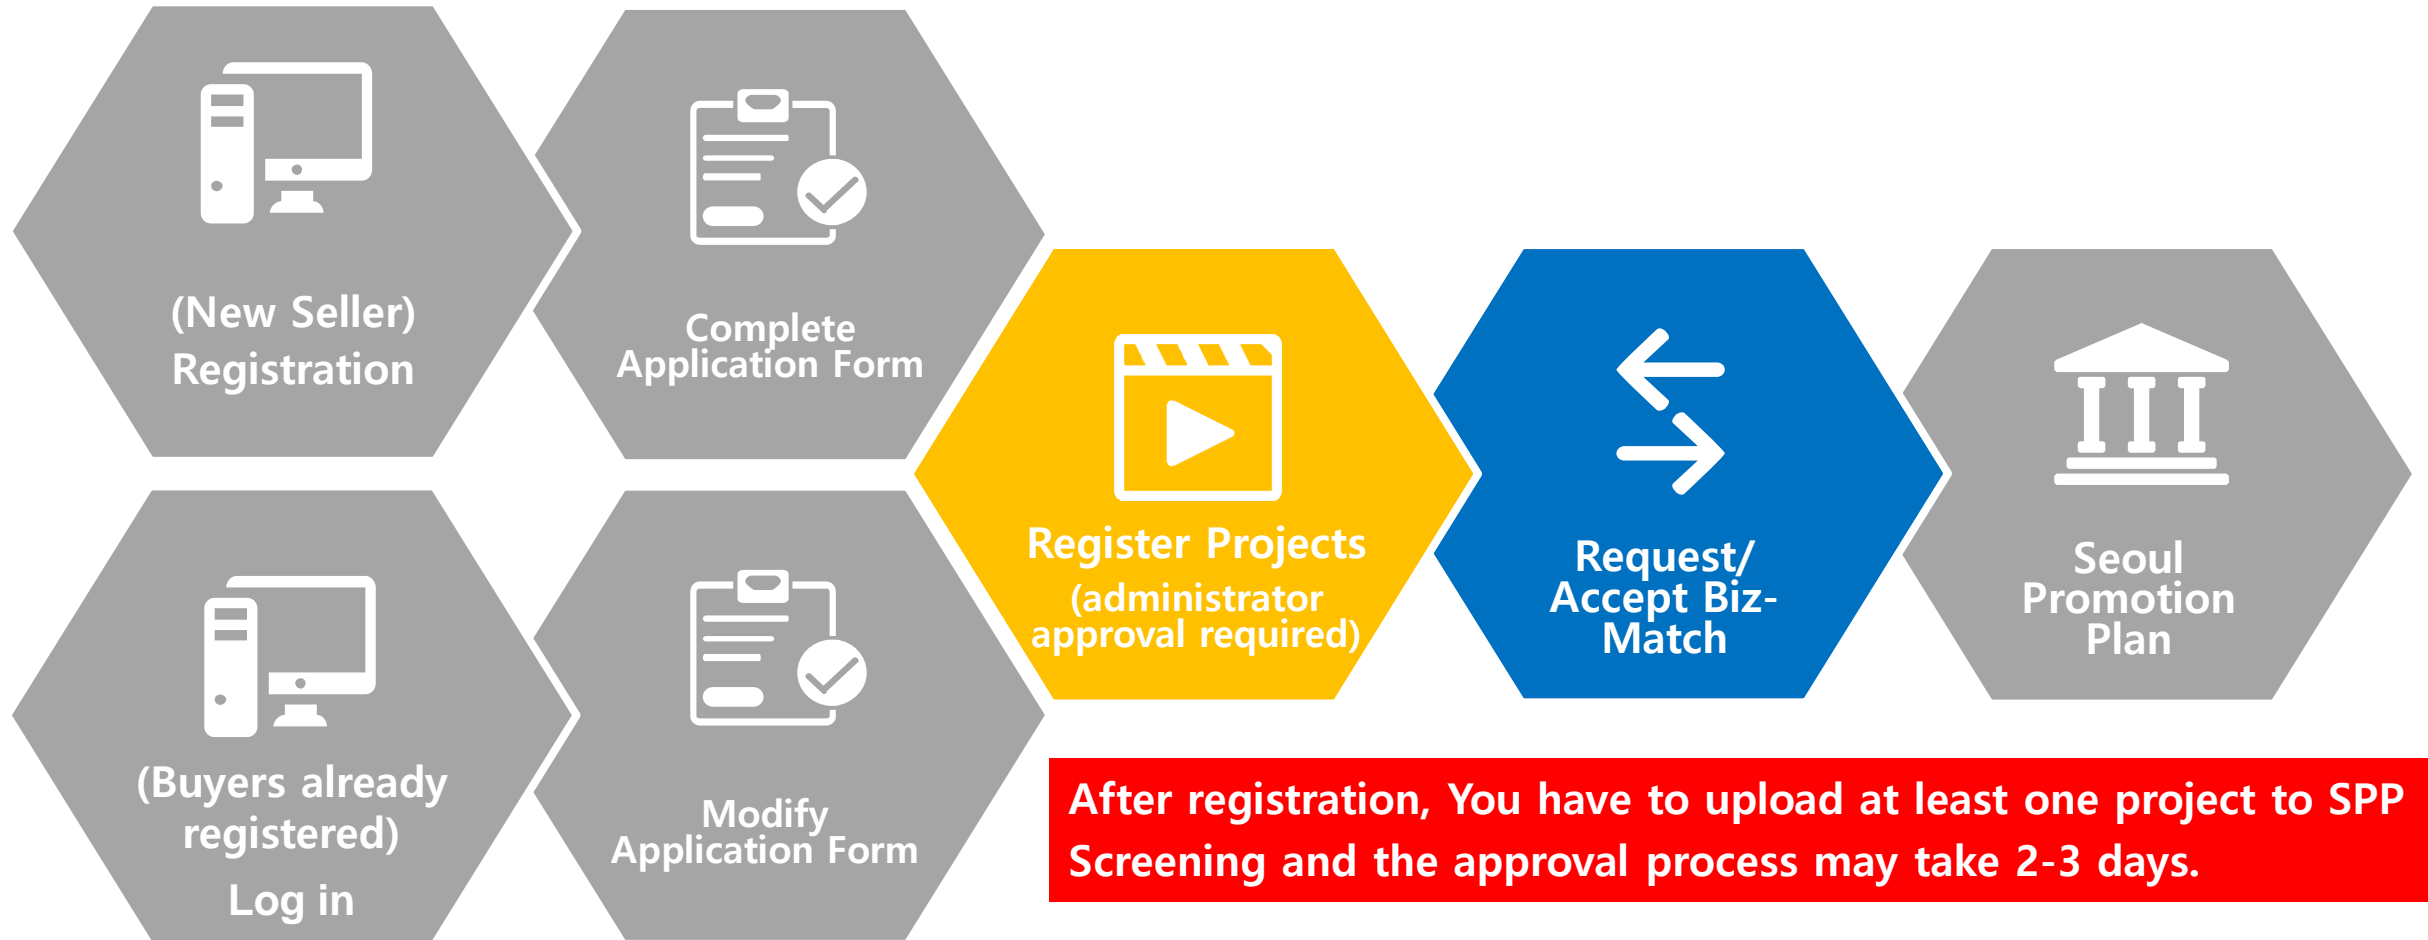 (New Seller)
Registration
Complete
Application Form
(Buyers already
registered)
Log in
Modify
Application Form
Register Projects
(administrator
approval required)
Request/
Accept Biz-
Match
Seoul
Promotion
Plan
After registration, You have to upload at least one project to SPP
Screening and the approval process may take 2-3 days.